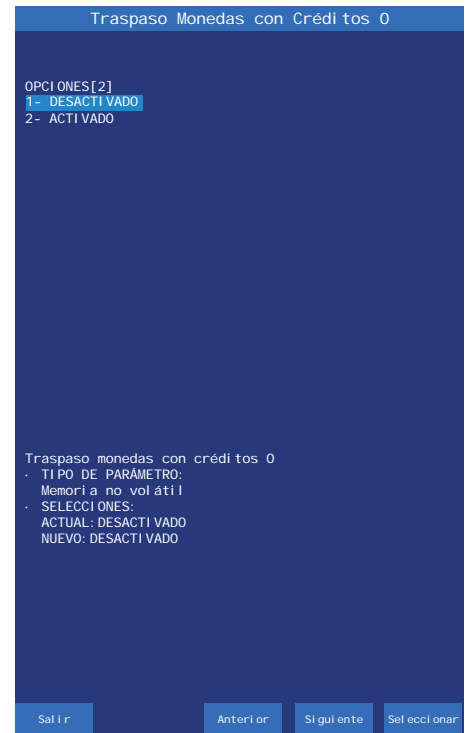 Traspaso Monedas con Créditos 0
OPCIONES[2]
1- DESACTIVADO
2- ACTIVADO
Traspaso monedas con créditos 0
· TIPO DE PARÁMETRO:
Memoria no volátil
· SELECCIONES:
ACTUAL: DESACTIVADO
NUEVO: DESACTIVADO
Salir Anterior Siguiente Seleccionar